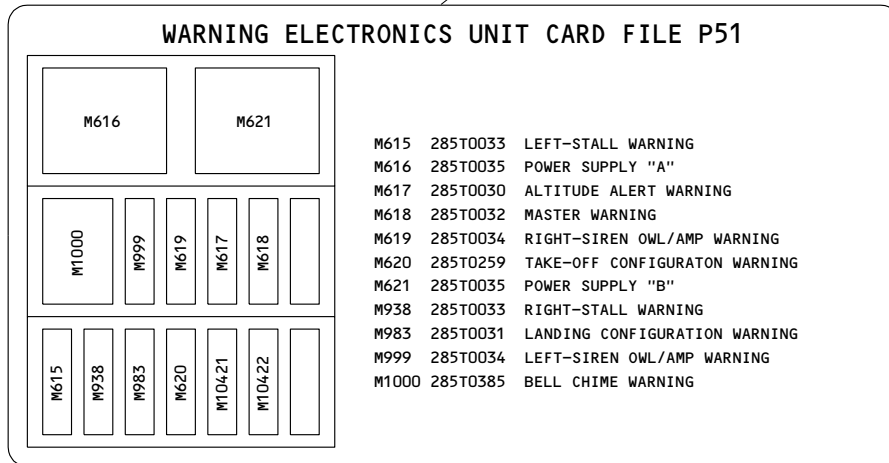 WARNING ELECTRONICS UNIT CARD FILE P51
M616 M621
M1000 M999 M619 M617 M618
M615 M938 M983 M620 M10421 M10422
M615 285T0033 LEFT-STALL WARNING
M616 285T0035 POWER SUPPLY "A"
M617 285T0030 ALTITUDE ALERT WARNING
M618 285T0032 MASTER WARNING
M619 285T0034 RIGHT-SIREN OWL/AMP WARNING
M620 285T0259 TAKE-OFF CONFIGURATON WARNING
M621 285T0035 POWER SUPPLY "B"
M938 285T0033 RIGHT-STALL WARNING
M983 285T0031 LANDING CONFIGURATION WARNING
M999 285T0034 LEFT-SIREN OWL/AMP WARNING
M1000 285T0385 BELL CHIME WARNING